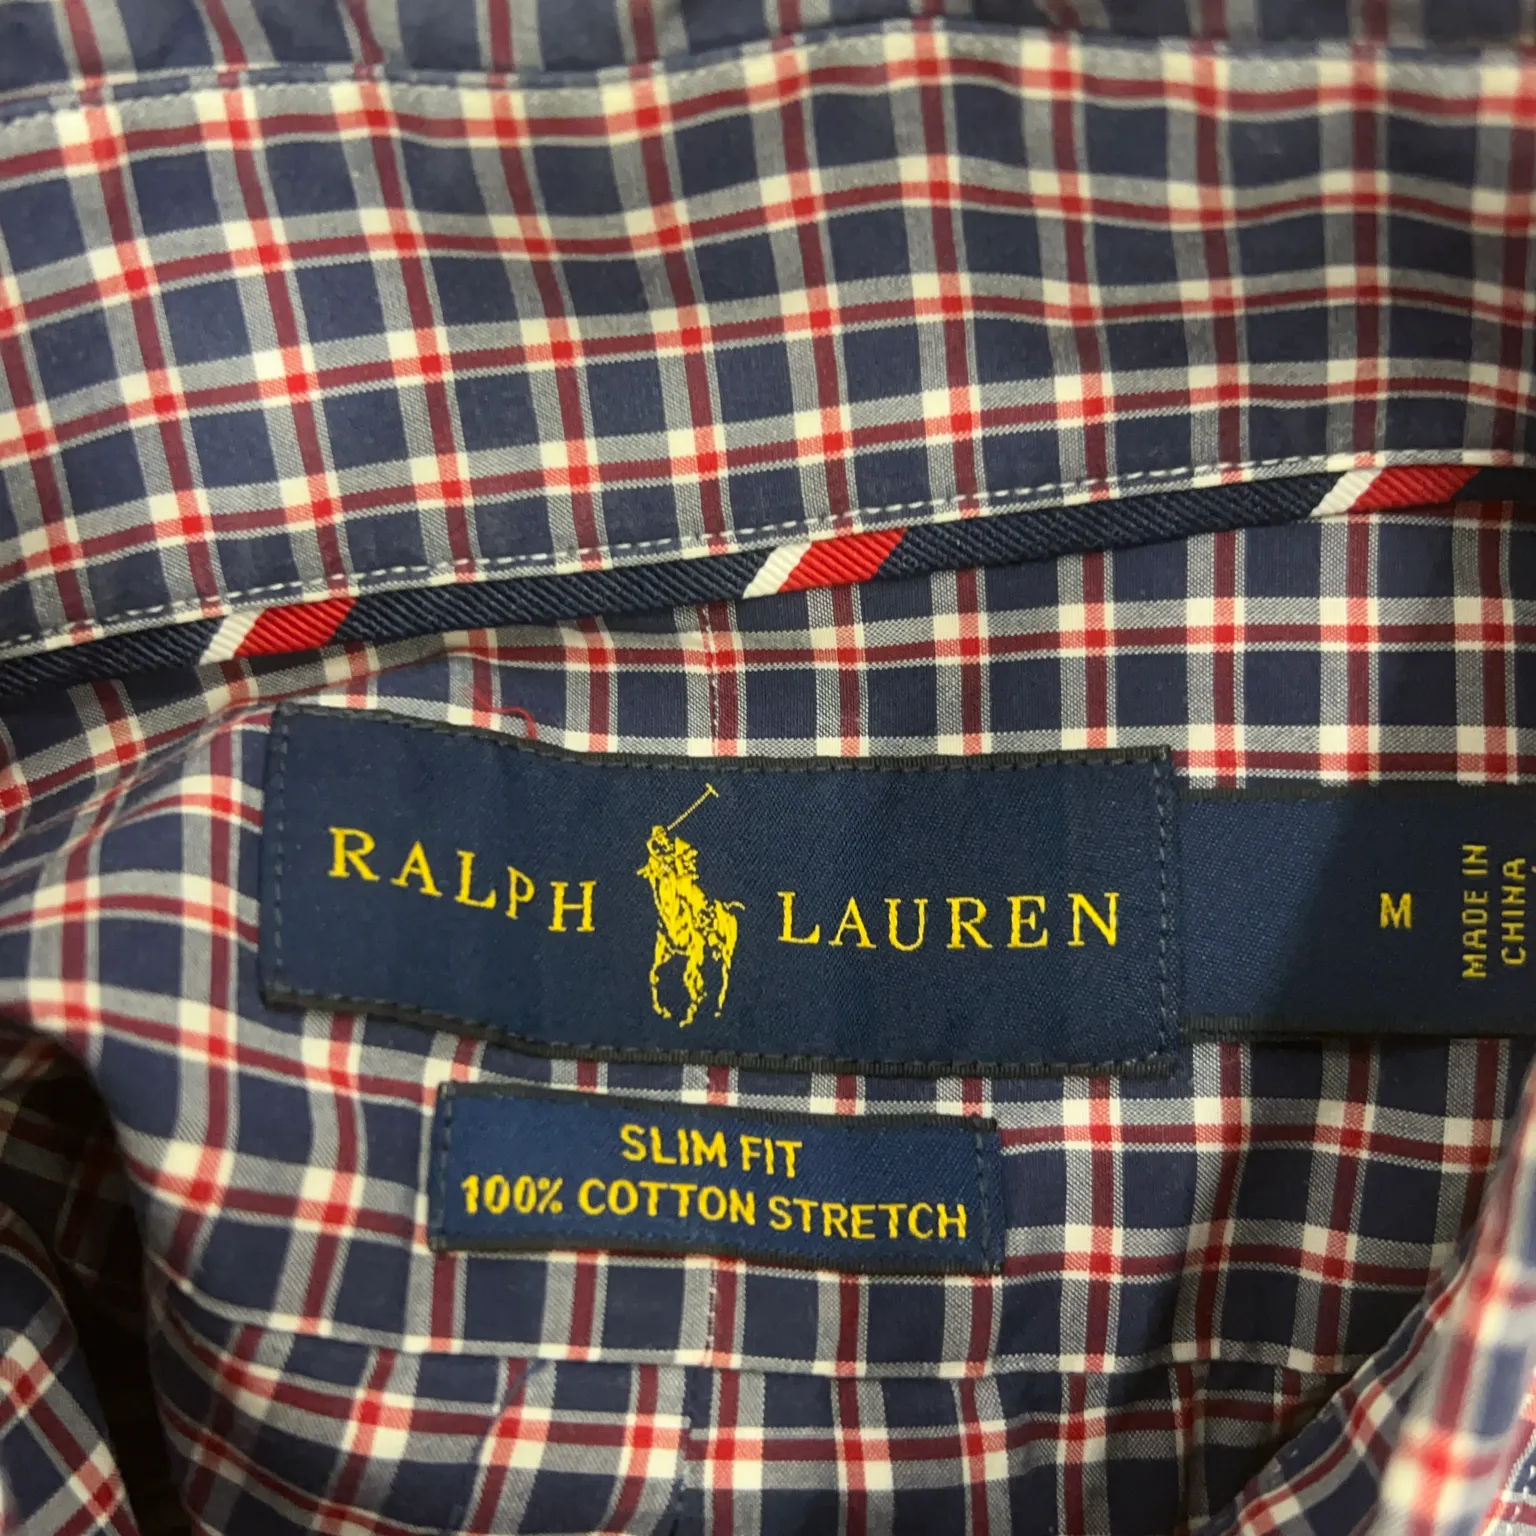 RALPH LAUREN
M
MADE IN
CHINA
SLIM FIT
100% COTTON STRETCH